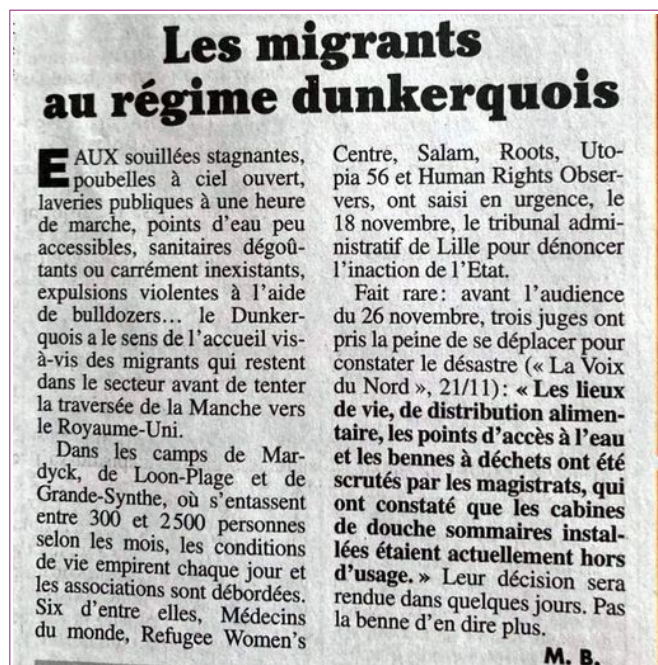 Les migrants
au régime dunkerquois
EAUX souillées stagnantes,
poubelles à ciel ouvert,
laveries publiques à une heure
de marche, points d'eau peu
accessibles, sanitaires dégoû-
tants ou carrément inexistants,
expulsions violentes à l'aide
de bulldozers... le Dunker-
quois a le sens de l'accueil vis-
à-vis des migrants qui restent
dans le secteur avant de tenter
la traversée de la Manche vers
le Royaume-Uni.
Dans les camps de Mar-
dyck, de Loon-Plage et de
Grande-Synthe, où s'entassent
entre 300 et 2 500 personnes
selon les mois, les conditions
de vie empirent chaque jour et
les associations sont débordées.
Six d'entre elles, Médecins
du monde, Refugee Women's
Centre, Salam, Roots, Uto-
pia 56 et Human Rights Obser-
vers, ont saisi en urgence, le
18 novembre, le tribunal admi-
nistratif de Lille pour dénoncer
l'inaction de l'Etat.
Fait rare : avant l'audience
du 26 novembre, trois juges ont
pris la peine de se déplacer pour
constater le désastre (« La Voix
du Nord », 21/11) : « Les lieux
de vie, de distribution alimen-
taire, les points d'accès à l'eau
et les bennes à déchets ont été
scrutés par les magistrats, qui
ont constaté que les cabines
de douche sommaires instal-
lées étaient actuellement hors
d'usage. » Leur décision sera
rendue dans quelques jours. Pas
la benne d'en dire plus.
M. B.